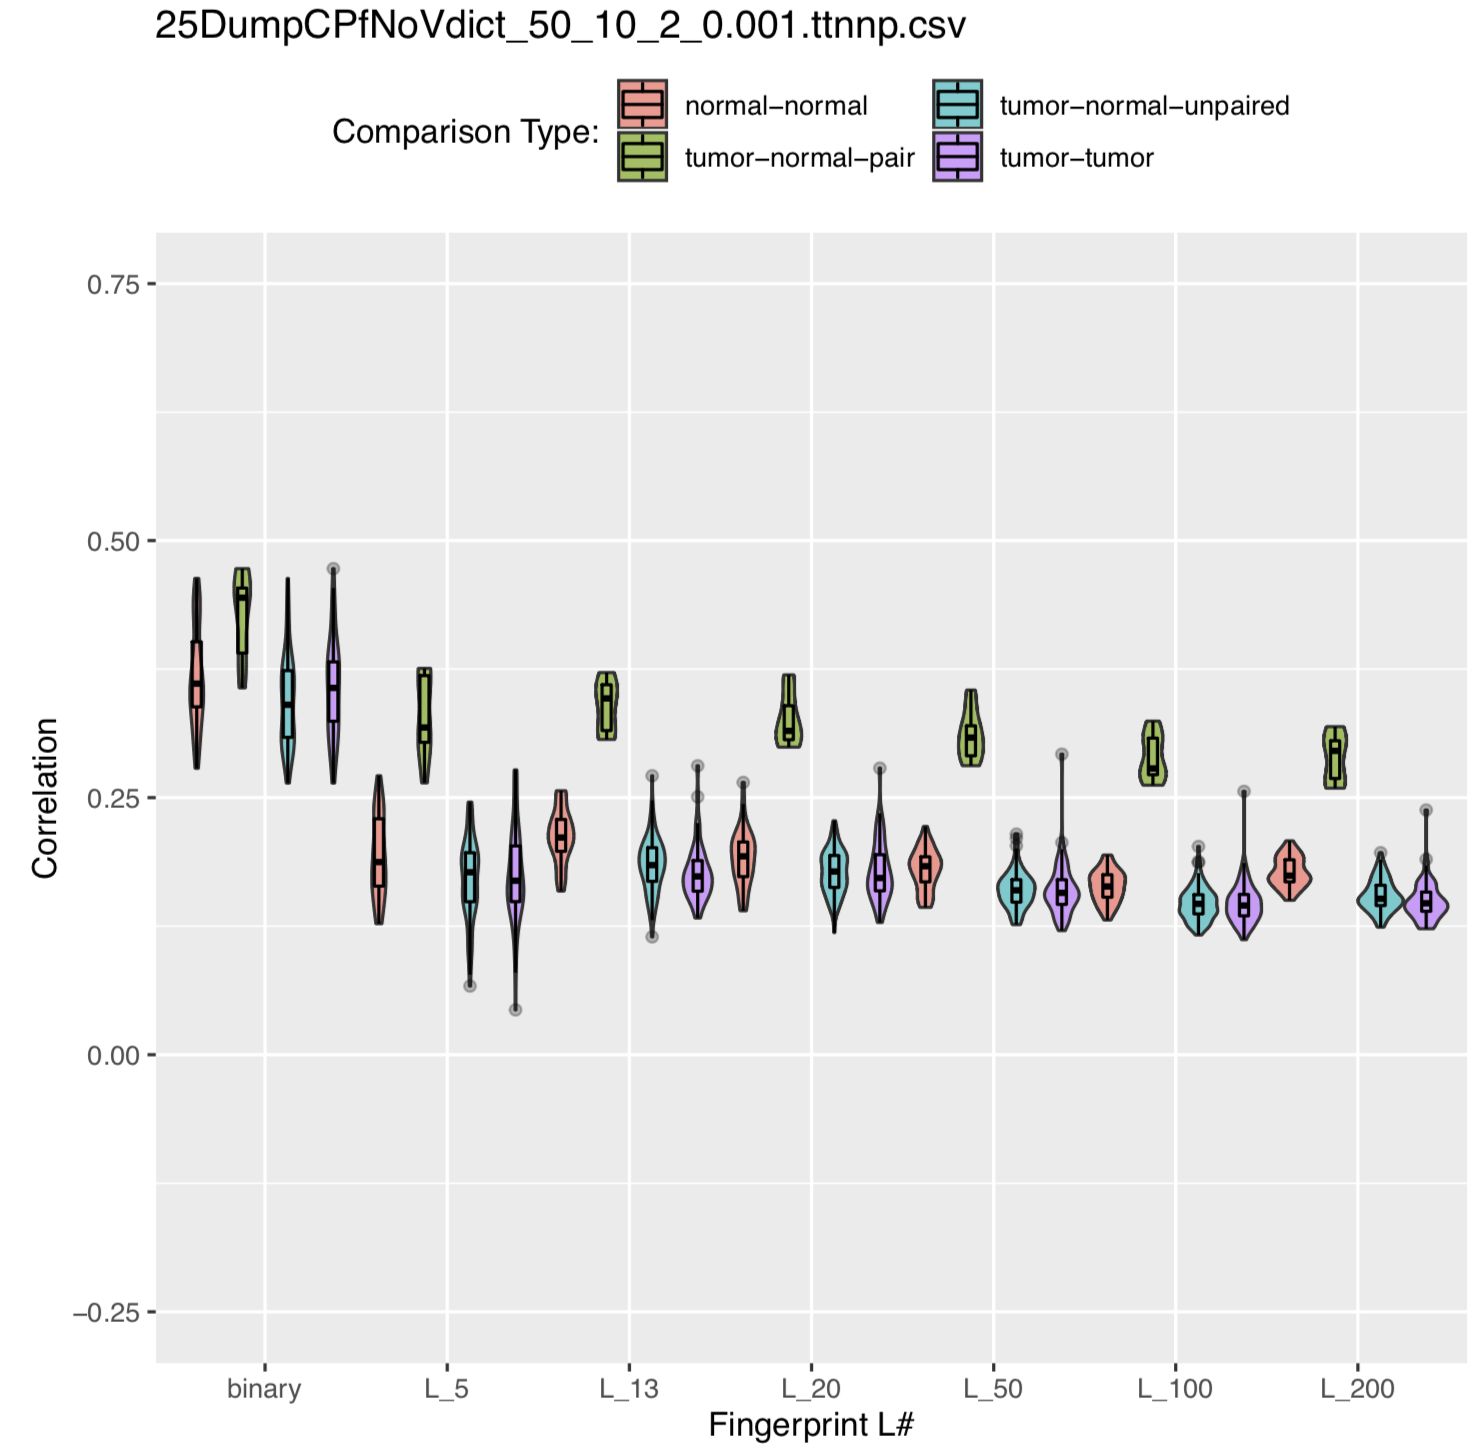 25DumpCPfNoVdict_50_10_2_0.001.ttnnp.csv
Comparison Type:
normal−normal
tumor−normal−pair
tumor−normal−unpaired
tumor−tumor
Correlation
0.75
0.50
0.25
0.00
−0.25
binary L_5 L_13 L_20 L_50 L_100 L_200
Fingerprint L#